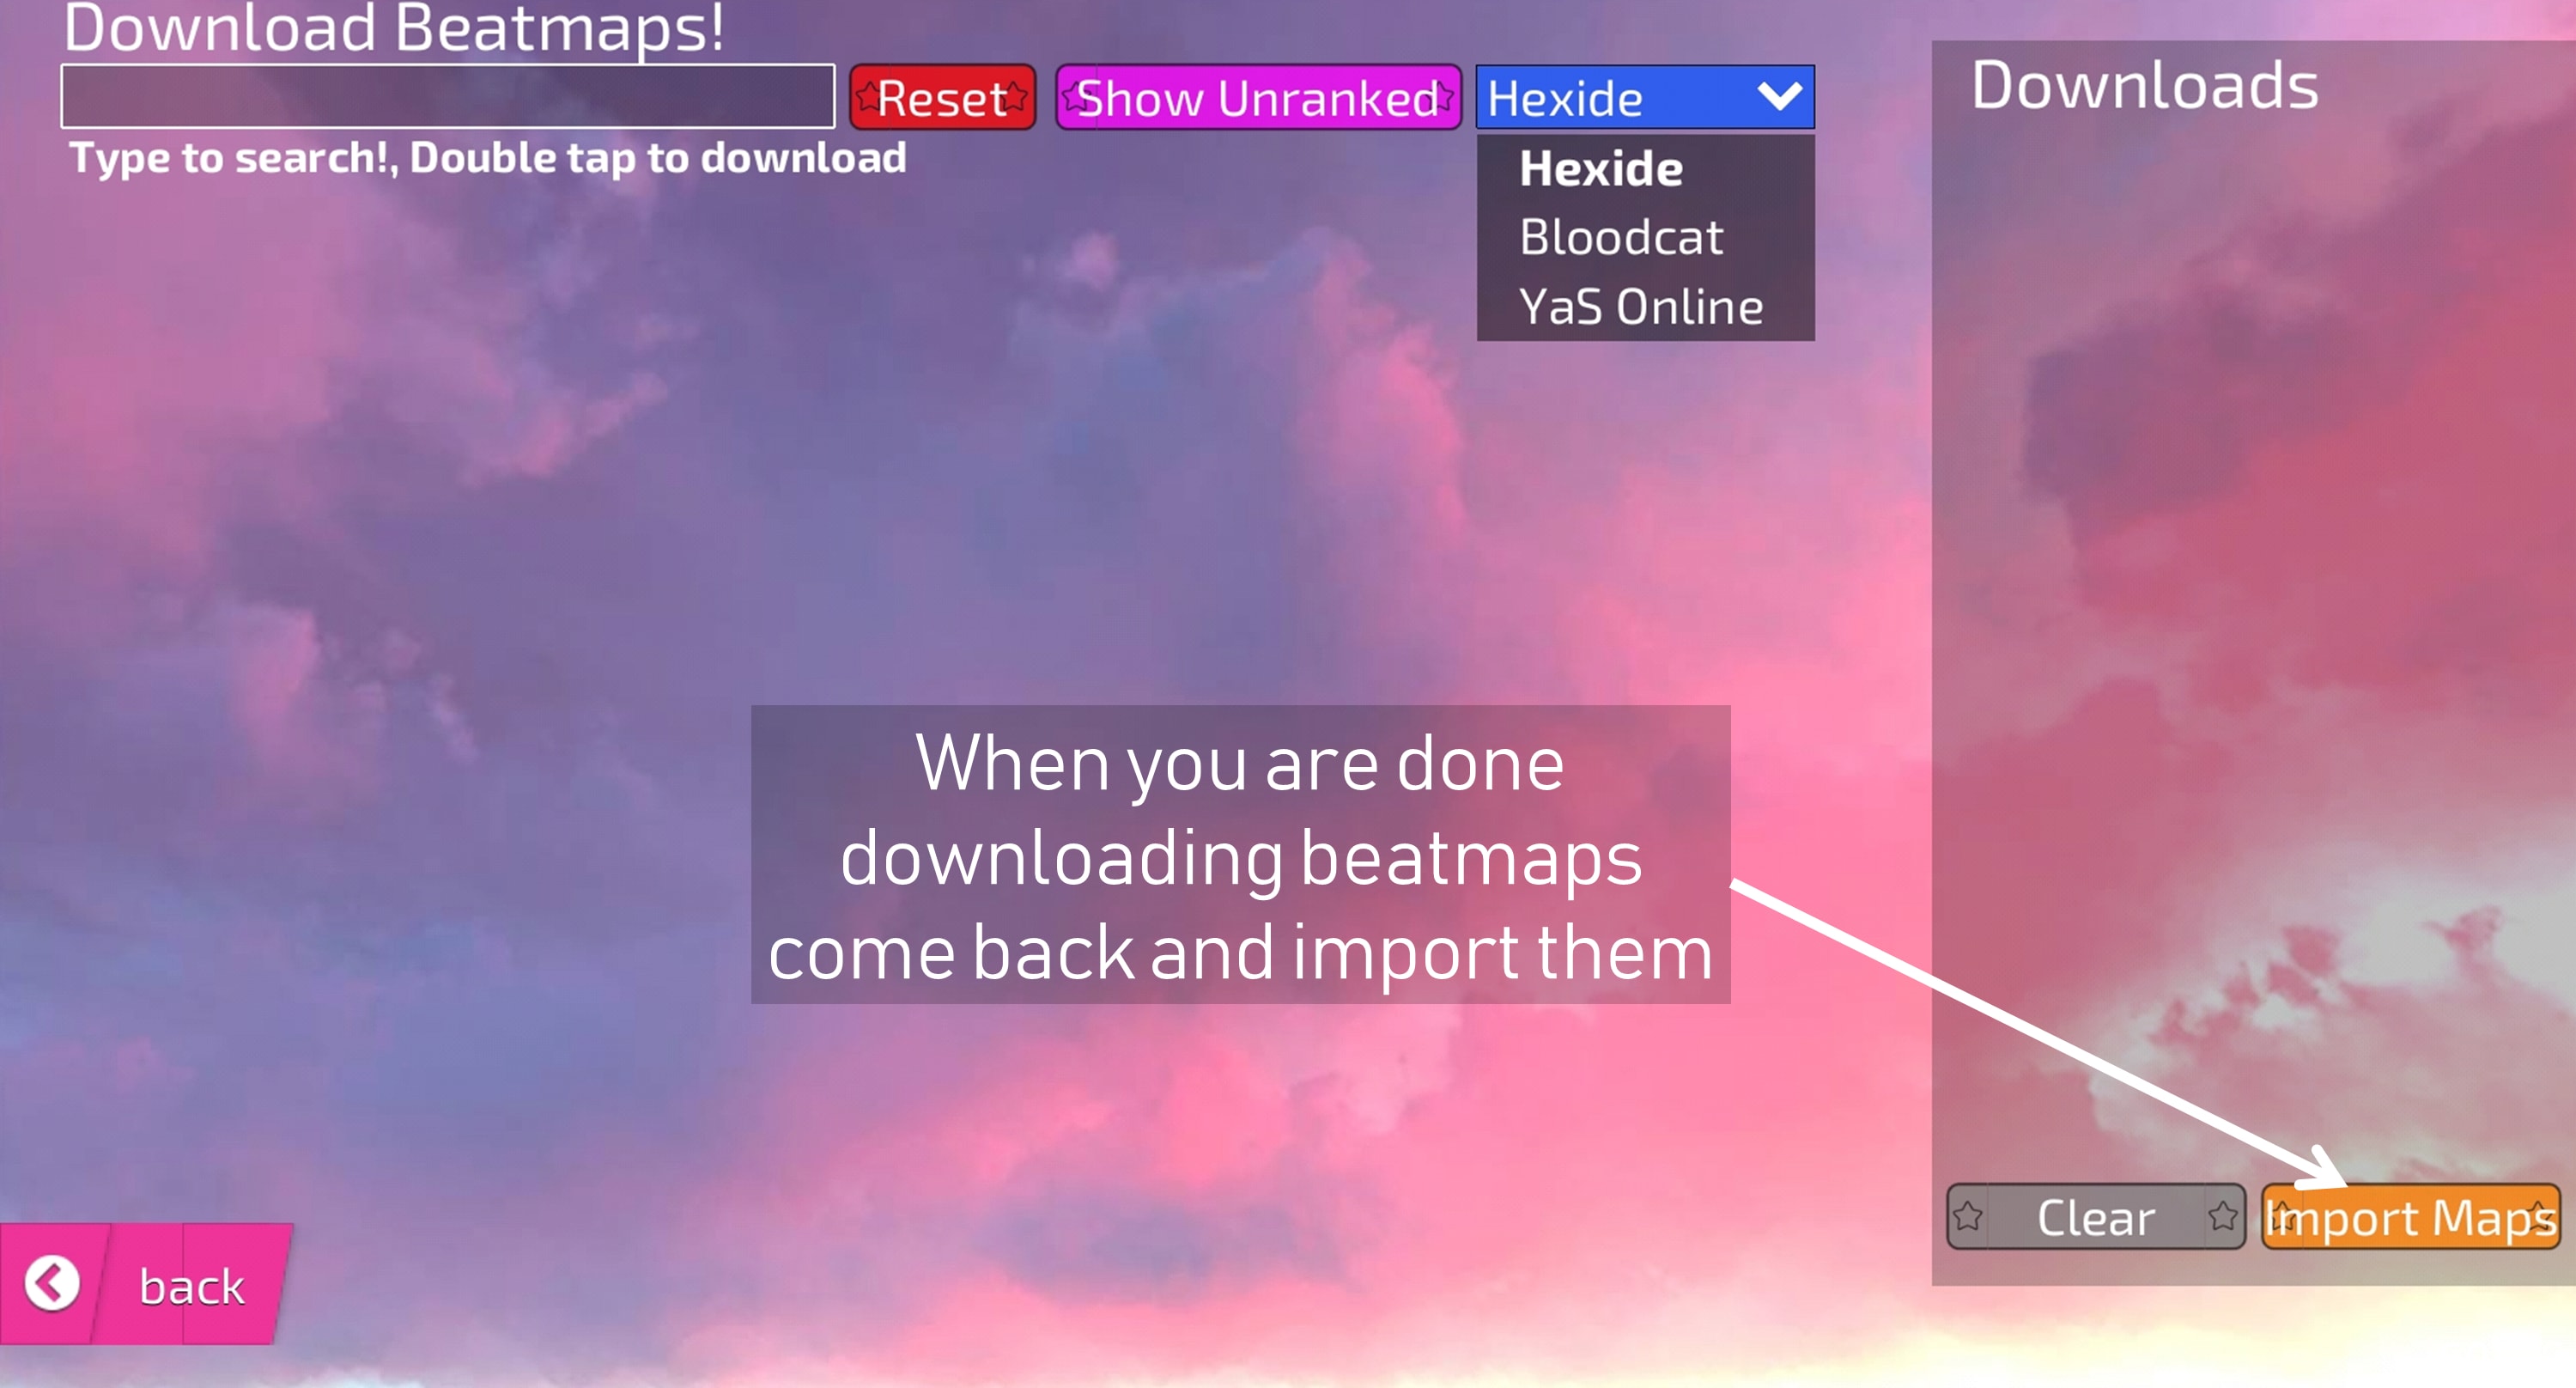 Download Beatmaps!
Reset
Show Unranked
Hexide
Downloads
Type to search!, Double tap to download
Hexide
Bloodcat
YaS Online
When you are done
downloading beatmaps
come back and import them
Clear
Import Maps
back